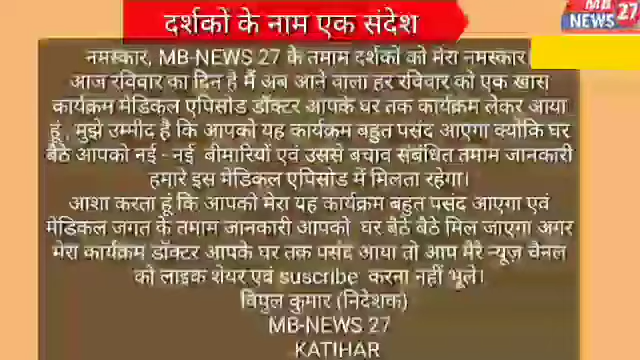 दर्शकों के नाम एक संदेश
MB
NEWS 27
नमस्कार, MB-NEWS 27 के तमाम दर्शकों को मेरा नमस्कार
आज रविवार का दिन है मैं अब आने वाला हर रविवार को एक खास
कार्यक्रम मेडिकल एपिसोड डॉक्टर आपके घर तक कार्यक्रम लेकर आया
हूं , मुझे उम्मीद है कि आपको यह कार्यक्रम बहुत पसंद आएगा क्योंकि घर
बैठे आपको नई - नई बीमारियों एवं उससे बचाव संबंधित तमाम जानकारी
हमारे इस मेडिकल एपिसोड में मिलता रहेगा।
आशा करता हूं कि आपको मेरा यह कार्यक्रम बहुत पसंद आएगा एवं
मेडिकल जगत के तमाम जानकारी आपको घर बैठे बैठे मिल जाएगा अगर
मेरा कार्यक्रम डॉक्टर आपके घर तक पसंद आया तो आप मेरे न्यूज़ चैनल
को लाइक शेयर एवं suscribe करना नहीं भूले।
विपुल कुमार (निदेशक)
MB-NEWS 27
KATIHAR